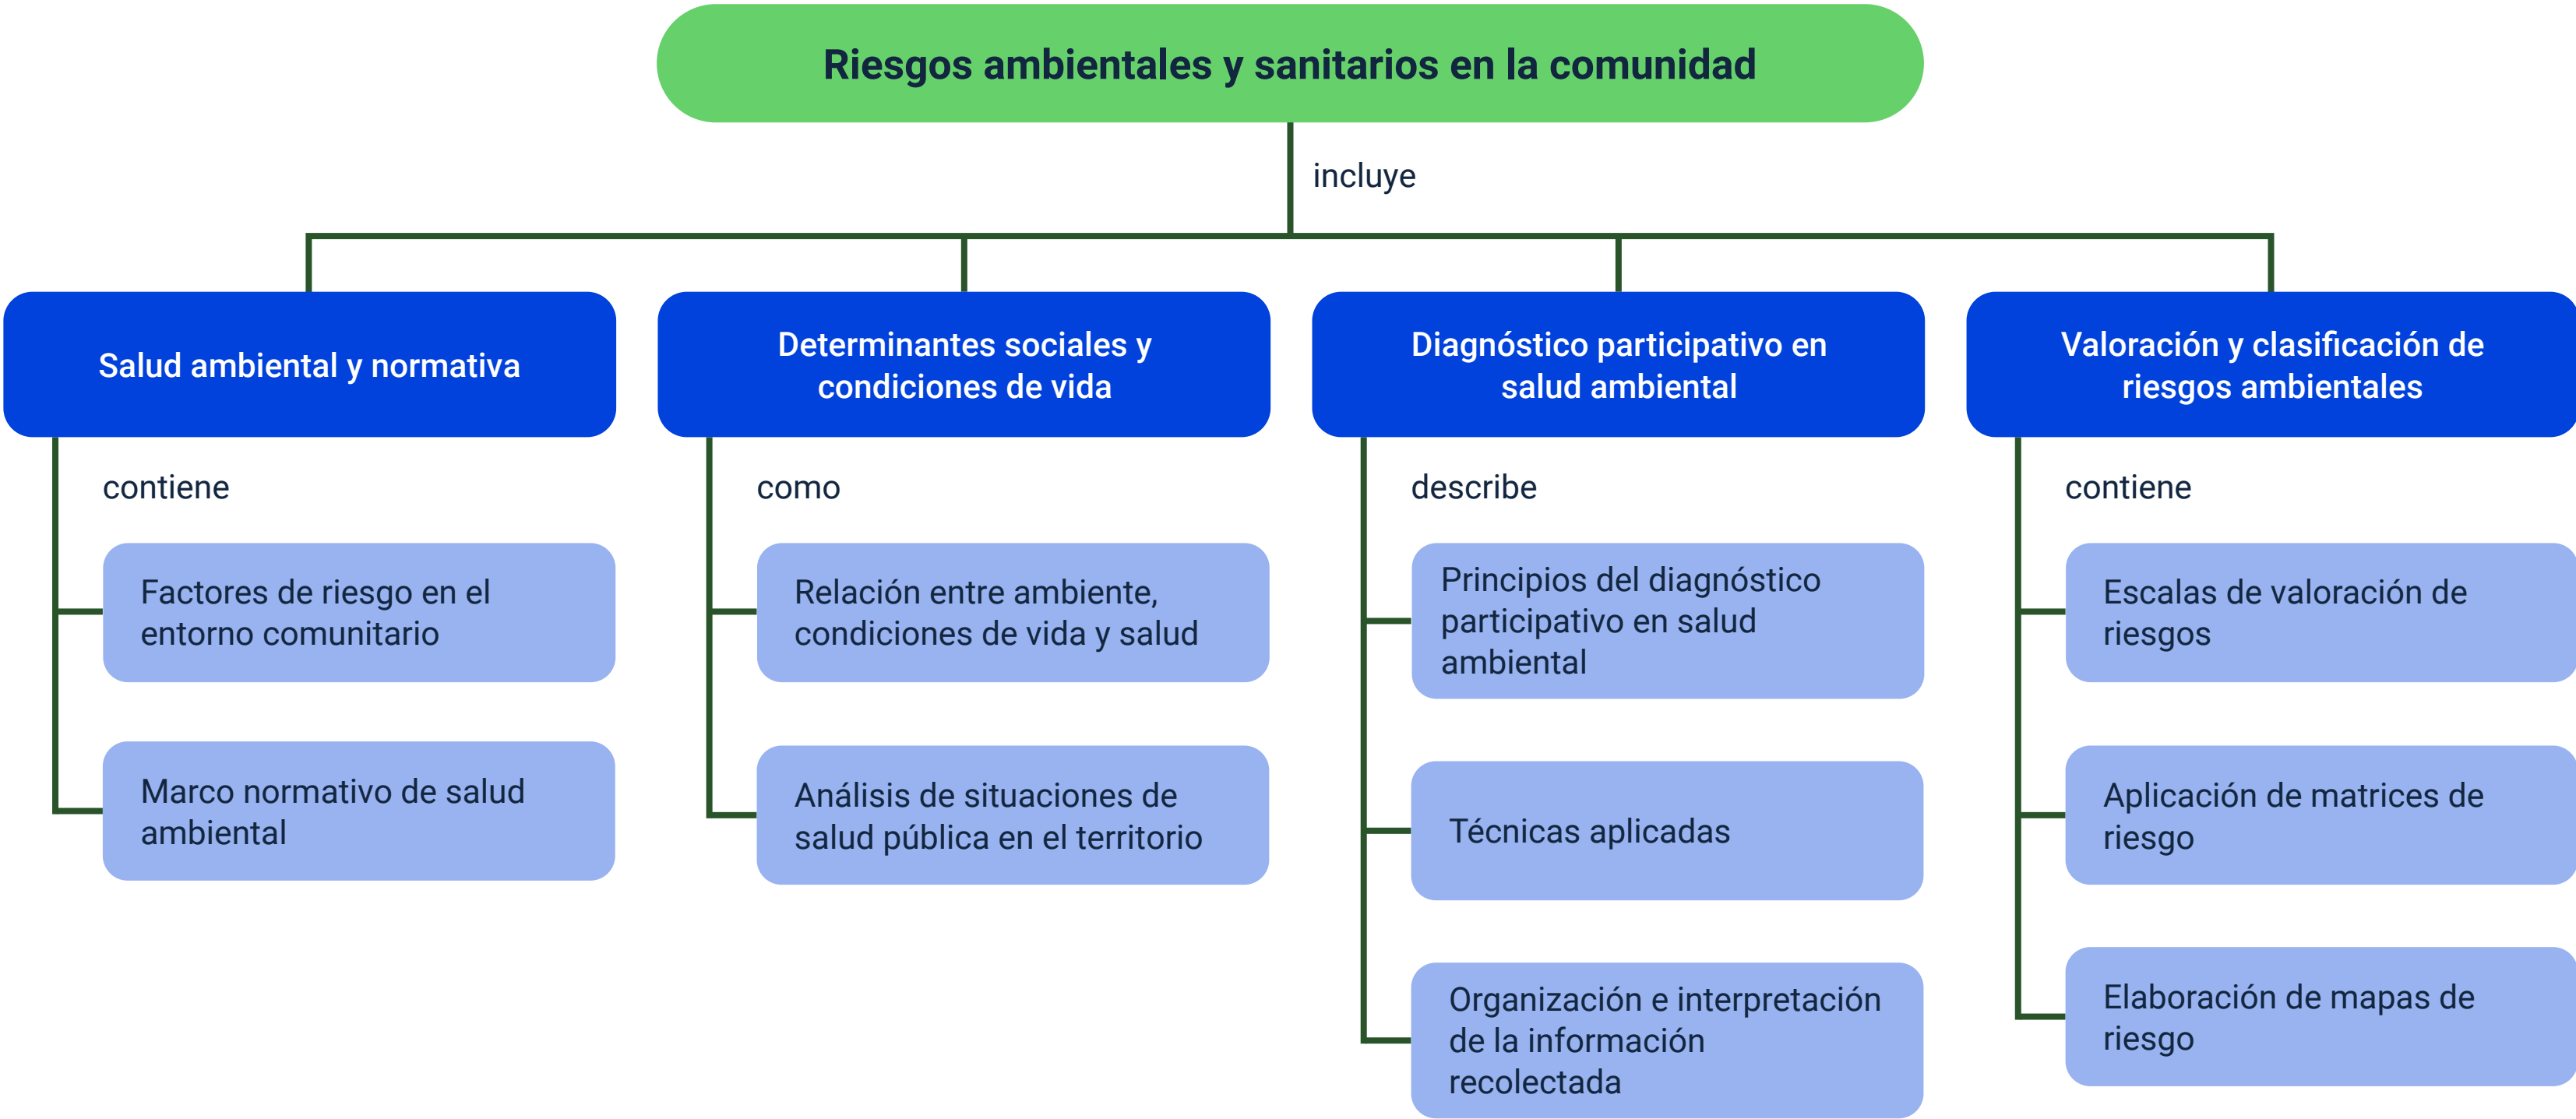 Riesgos ambientales y sanitarios en la comunidad
incluye
Salud ambiental y normativa
contiene
Factores de riesgo en el
entorno comunitario
Marco normativo de salud
ambiental
Determinantes sociales y
condiciones de vida
como
Relación entre ambiente,
condiciones de vida y salud
Análisis de situaciones de
salud pública en el territorio
Diagnóstico participativo en
salud ambiental
describe
Principios del diagnóstico
participativo en salud
ambiental
Técnicas aplicadas
Organización e interpretación
de la información
recolectada
Valoración y clasificación de
riesgos ambientales
contiene
Escalas de valoración de
riesgos
Aplicación de matrices de
riesgo
Elaboración de mapas de
riesgo